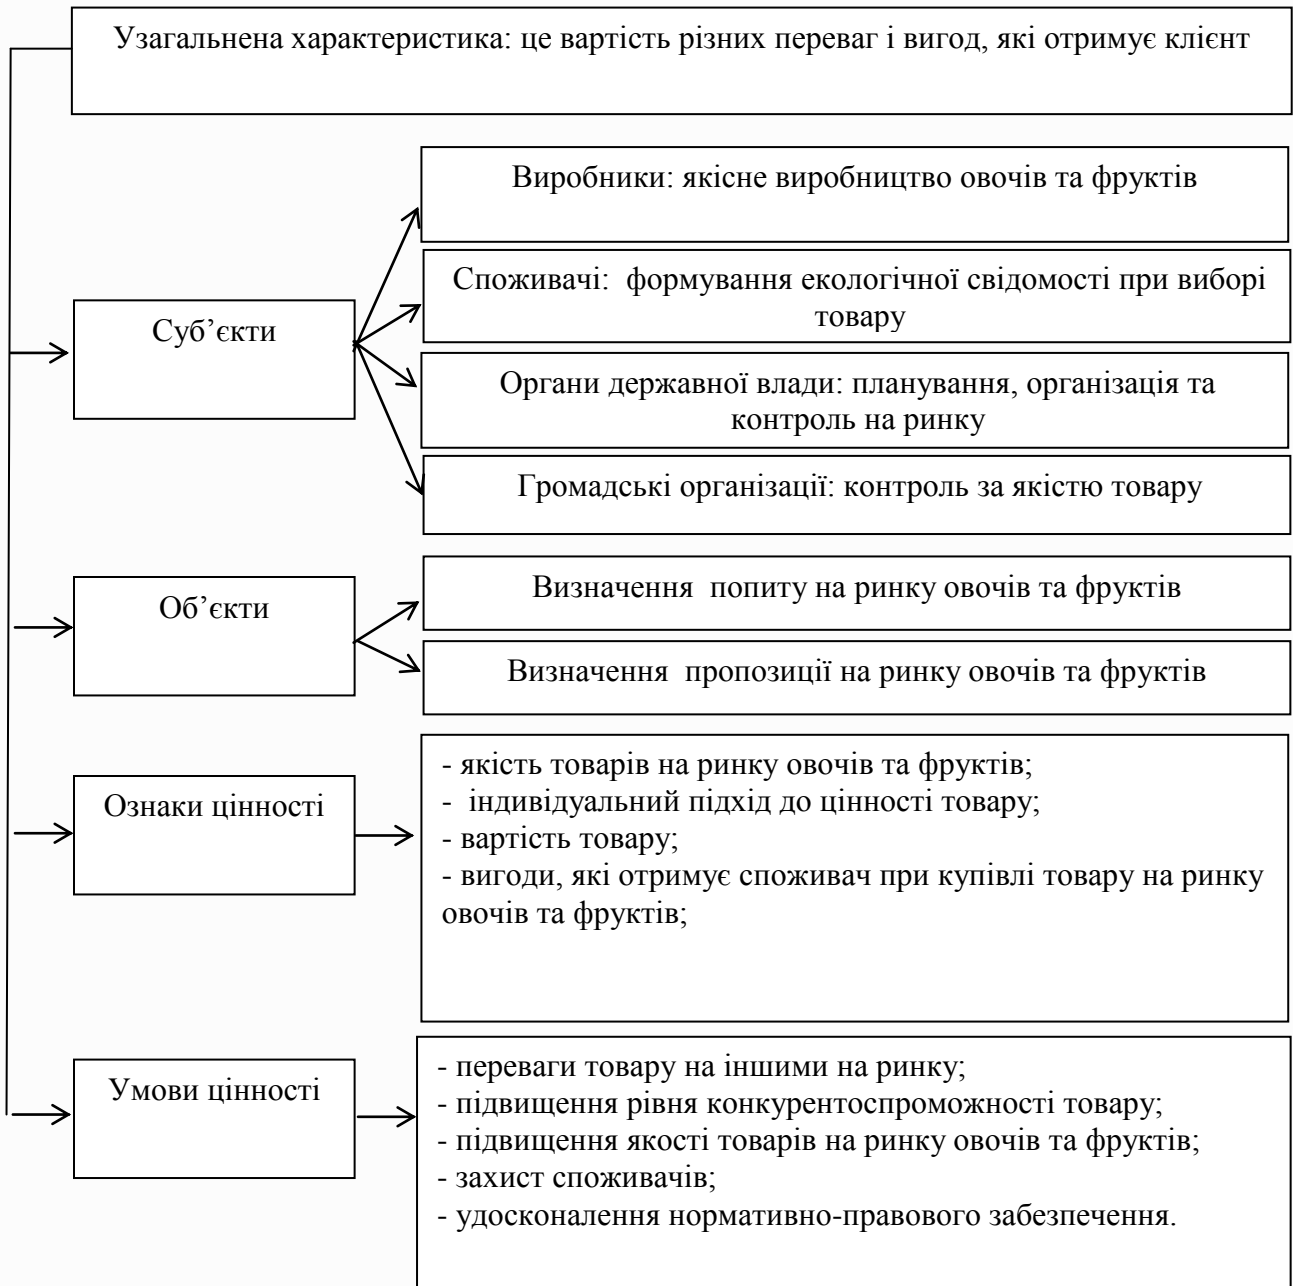 Узагальнена характеристика: це вартість різних переваг і вигод, які отримує клієнт
Суб’єкти
Виробники: якісне виробництво овочів та фруктів
Споживачі: формування екологічної свідомості при виборі
товару
Органи державної влади: планування, організація та
контроль на ринку
Громадські організації: контроль за якістю товару
Об’єкти
Визначення попиту на ринку овочів та фруктів
Визначення пропозиції на ринку овочів та фруктів
Ознаки цінності
- якість товарів на ринку овочів та фруктів;
- індивідуальний підхід до цінності товару;
- вартість товару;
- вигоди, які отримує споживач при купівлі товару на ринку
овочів та фруктів;
Умови цінності
- переваги товару на іншими на ринку;
- підвищення рівня конкурентоспроможності товару;
- підвищення якості товарів на ринку овочів та фруктів;
- захист споживачів;
- удосконалення нормативно-правового забезпечення.